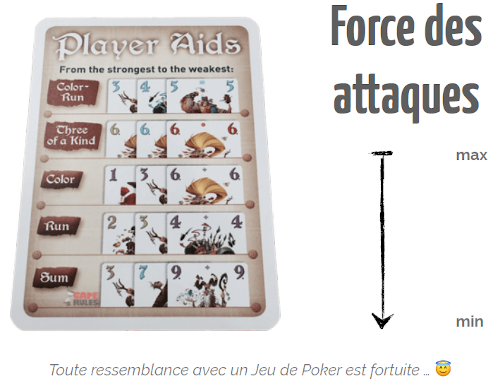 Player Aids
From the strongest to the weakest:
Color-
Run
3 4 5 5
Three
of a Kind
6 6 6 6
Color
1 3 6 6
Run
2 3 4 4
Sum
3 7 9 9
GAME
RULES
Force des
attaques
max
min
Toute ressemblance avec un Jeu de Poker est fortuite ... 😇